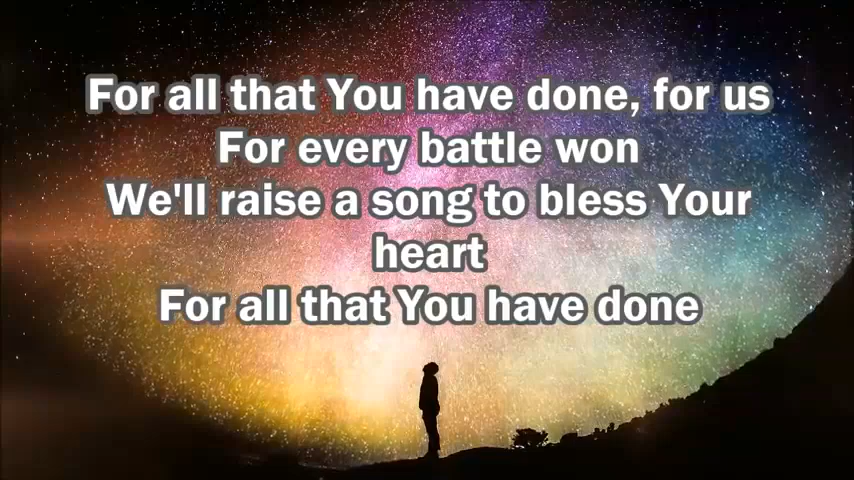 For all that You have done, for us
For every battle won
We'll raise a song to bless Your
heart
For all that You have done